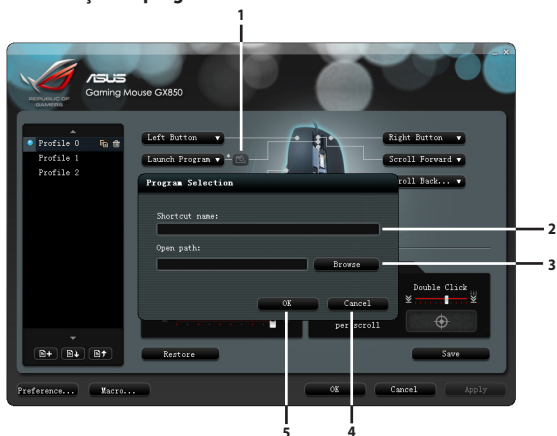 1
REPUBLIC OF
GAMERS
ASUS
Gaming Mouse GX850
Profile 0
Profile 1
Profile 2
Left Button
Launch Program
Right Button
Scroll Forward
roll Back...
Program Selection
Shortcut name:
2
Open path:
Browse
3
OK
Cancel
Double Click
per scroll
Restore
Save
Preference...
Macro...
OK
Cancel
Apply
5
4